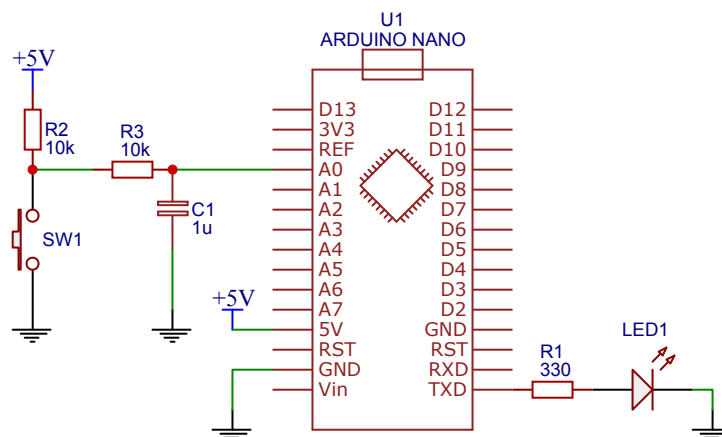 U1
ARDUINO NANO
+5V
R2
10k
R3
10k
C1
1u
SW1
+5V
D13
3V3
REF
A0
A1
A2
A3
A4
A5
A6
A7
5V
RST
GND
Vin
D12
D11
D10
D9
D8
D7
D6
D5
D4
D3
D2
GND
RST
RXD
TXD
R1
330
LED1